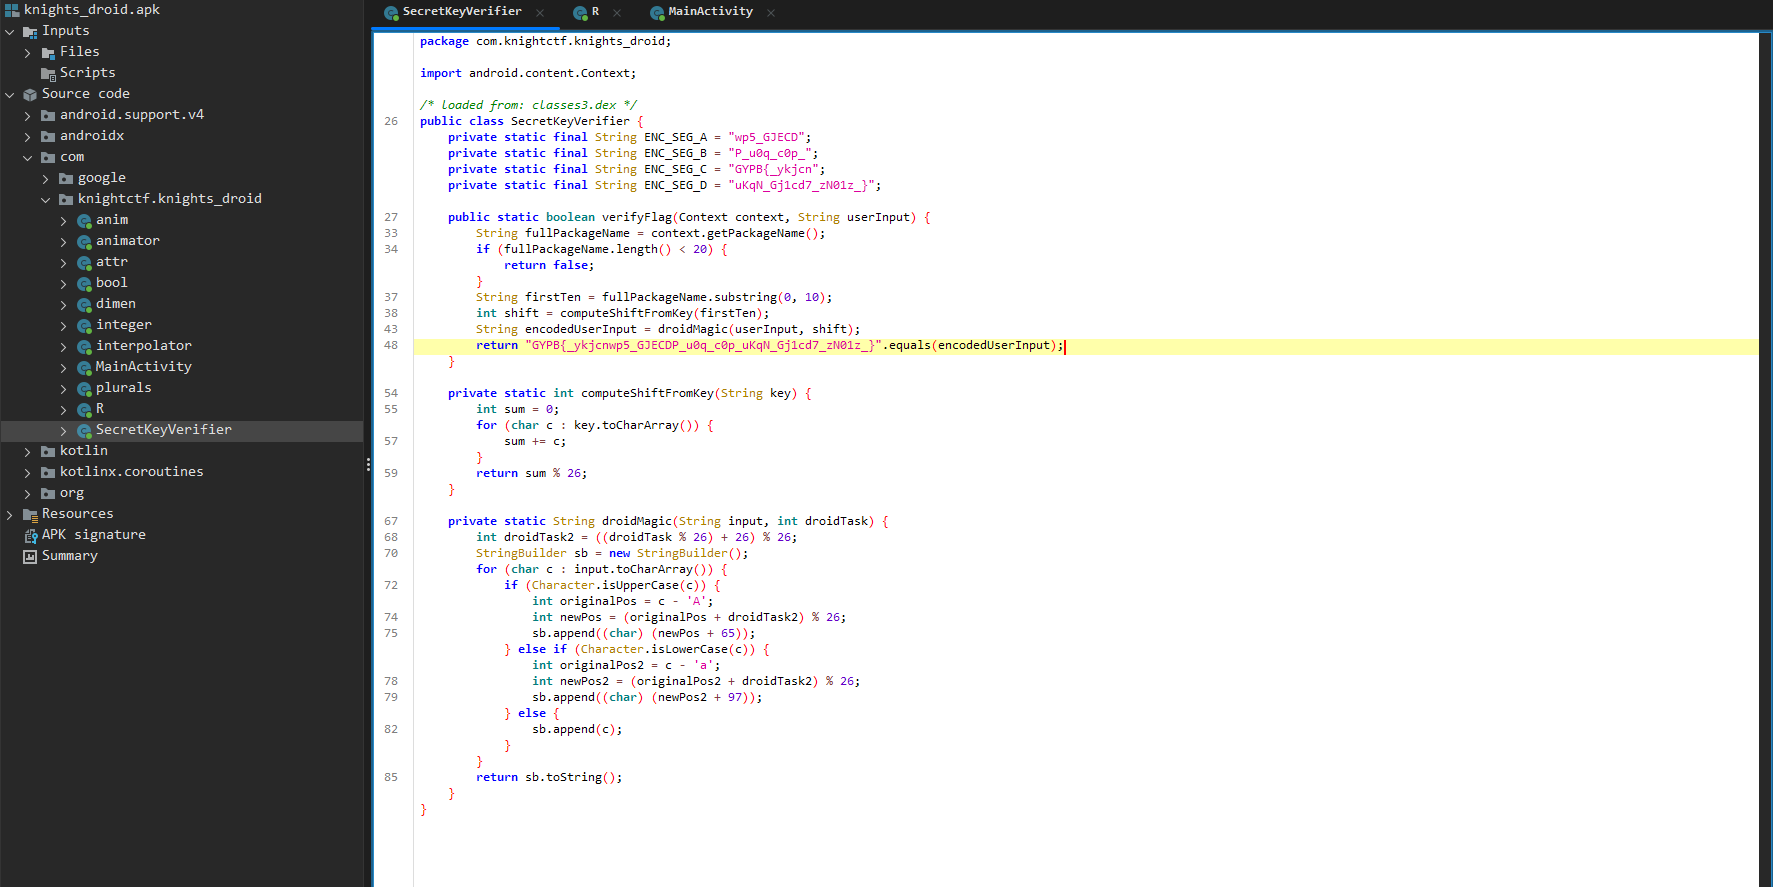 knights_droid.apk
Inputs
Files
Scripts
Source code
android.support.v4
androidx
com
google
knightctf.knights_droid
anim
animator
attr
bool
dimen
integer
interpolator
MainActivity
plurals
R
SecretKeyVerifier
kotlin
kotlinx.coroutines
org
Resources
APK signature
Summary
SecretKeyVerifier × R × MainActivity ×
package com.knightctf.knights_droid;
import android.content.Context;
/* loaded from: classes3.dex */
26 public class SecretKeyVerifier {
private static final String ENC_SEG_A = "wp5_GJECD";
private static final String ENC_SEG_B = "P_u0q_c0p_";
private static final String ENC_SEG_C = "GYPB{_ykjcn";
private static final String ENC_SEG_D = "uKqN_Gj1cd7_zN01z_}";
27 public static boolean verifyFlag(Context context, String userInput) {
33 String fullPackageName = context.getPackageName();
34 if (fullPackageName.length() < 20) {
return false;
}
37 String firstTen = fullPackageName.substring(0, 10);
38 int shift = computeShiftFromKey(firstTen);
43 String encodedUserInput = droidMagic(userInput, shift);
48 return "GYPB{_ykjcnwp5_GJECDP_u0q_c0p_uKqN_Gj1cd7_zN01z_}".equals(encodedUserInput);
}
54 private static int computeShiftFromKey(String key) {
55 int sum = 0;
for (char c : key.toCharArray()) {
57 sum += c;
}
59 return sum % 26;
}
67 private static String droidMagic(String input, int droidTask) {
68 int droidTask2 = ((droidTask % 26) + 26) % 26;
70 StringBuilder sb = new StringBuilder();
for (char c : input.toCharArray()) {
72 if (Character.isUpperCase(c)) {
int originalPos = c - 'A';
74 int newPos = (originalPos + droidTask2) % 26;
75 sb.append((char) (newPos + 65));
} else if (Character.isLowerCase(c)) {
int originalPos2 = c - 'a';
78 int newPos2 = (originalPos2 + droidTask2) % 26;
79 sb.append((char) (newPos2 + 97));
} else {
82 sb.append(c);
}
}
85 return sb.toString();
}
}